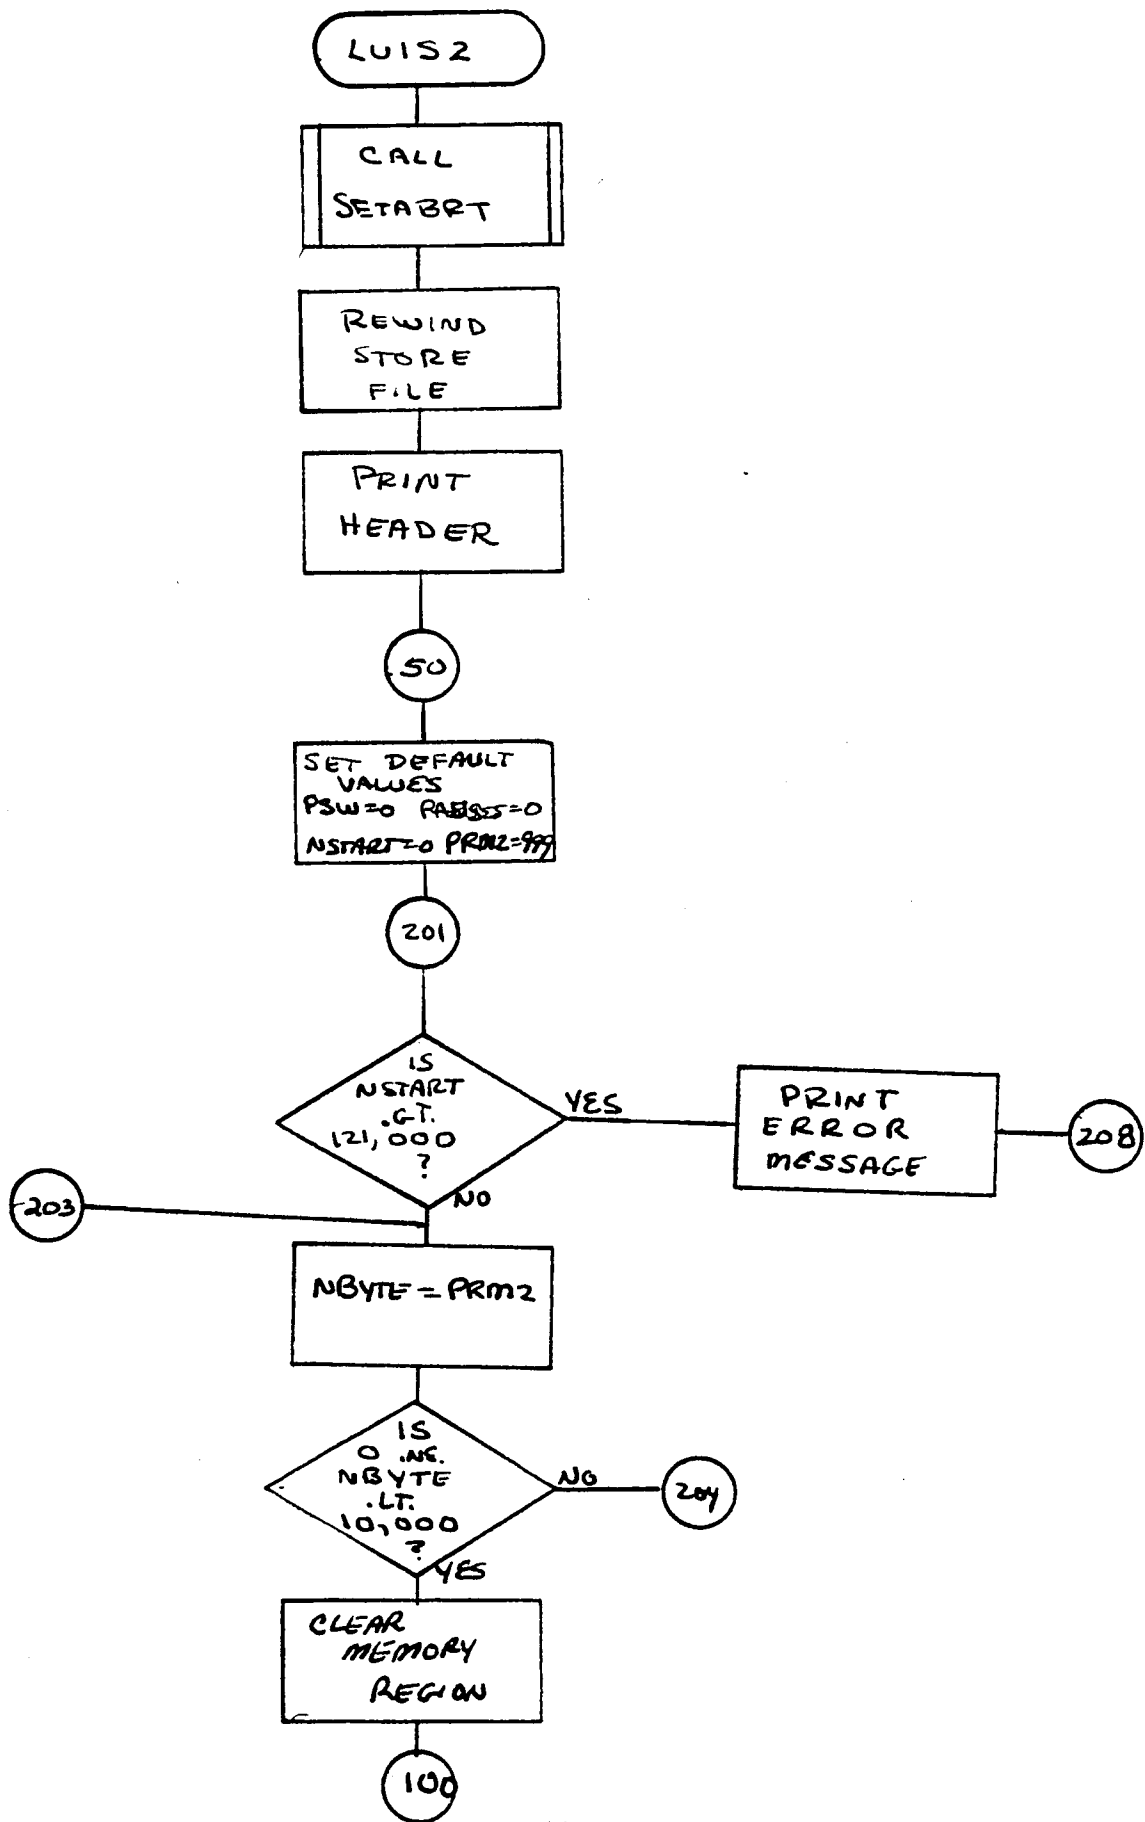 LUIS2
CALL
SETABRT
REWIND
STORE
FILE
PRINT
HEADER
50
SET DEFAULT
VALUES
PSW=0
NSTART=0 PRM2=999
201
IS
NSTART
.GT.
121,000
?
YES
PRINT
ERROR
MESSAGE
208
NO
203
NBYTE=PRM2
IS
0 .NE.
NBYTE
.LT.
10,000
?
NO
204
YES
CLEAR
MEMORY
REGION
100